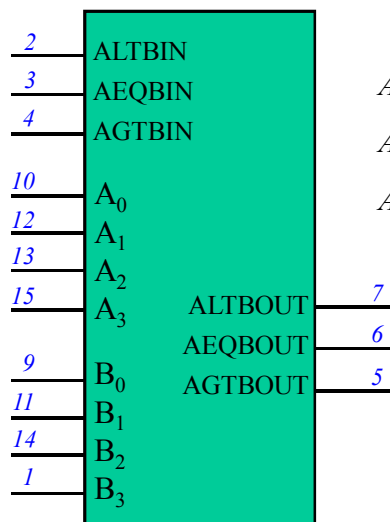 2 ALTBIN
3 AEQBIN
A
4 AGTBIN
A
10 A₀
A
12 A₁
13 A₂
15 A₃
ALTBOUT 7
AEQBOUT 6
9 B₀
AGTBOUT 5
11 B₁
14 B₂
1 B₃